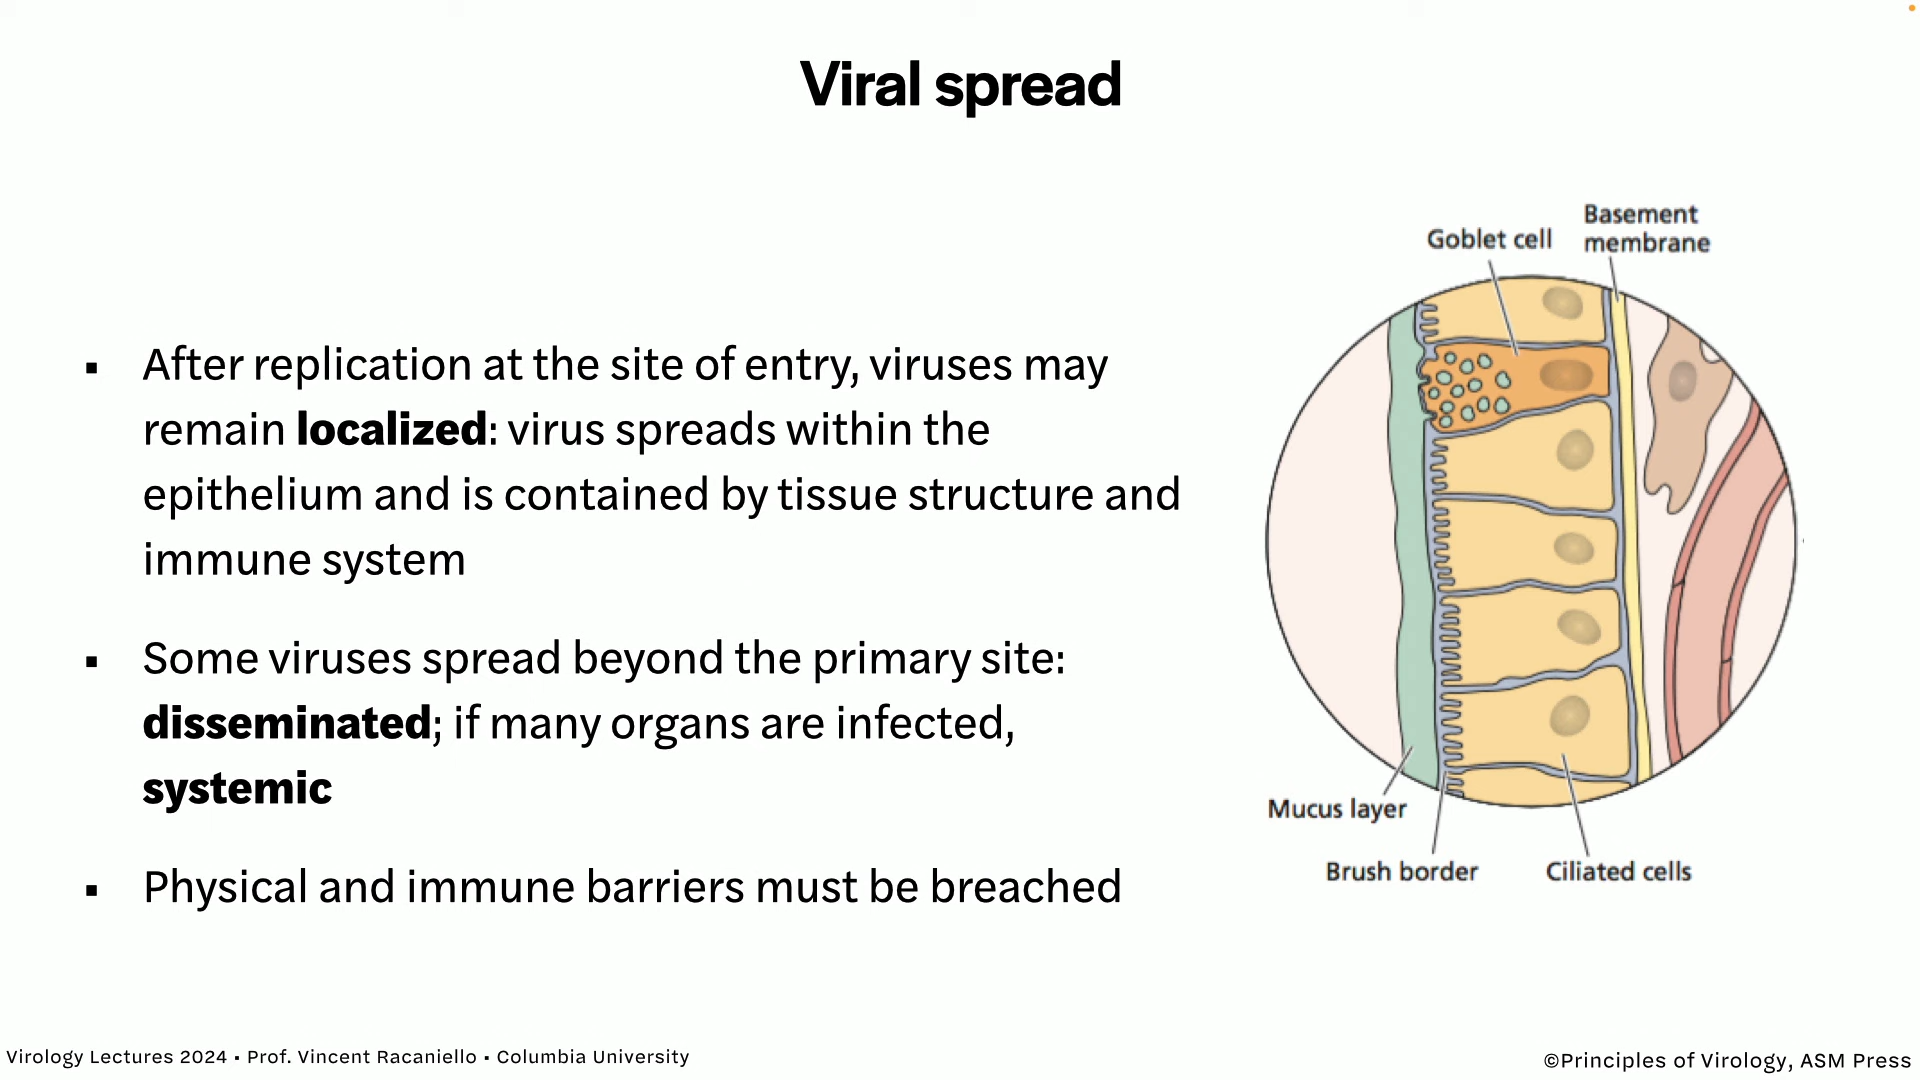 Viral spread
▪ After replication at the site of entry, viruses may
remain localized: virus spreads within the
epithelium and is contained by tissue structure and
immune system
▪ Some viruses spread beyond the primary site:
disseminated; if many organs are infected,
systemic
▪ Physical and immune barriers must be breached
Goblet cell
Basement
membrane
Mucus layer
Brush border
Ciliated cells
Virology Lectures 2024 • Prof. Vincent Racaniello • Columbia University
©Principles of Virology, ASM Press